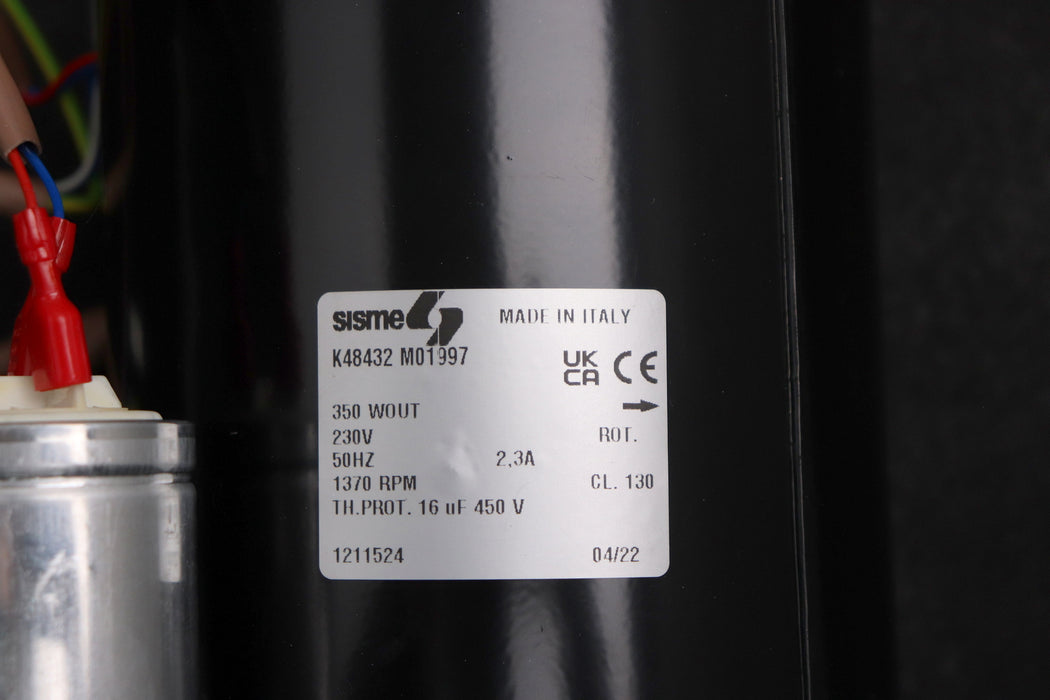 sisme MADE IN ITALY
K48432 M01997
UK CA CE
350 WOUT
230V ROT.
50HZ 2,3A
1370 RPM CL. 130
TH.PROT. 16 uF 450 V
1211524 04/22